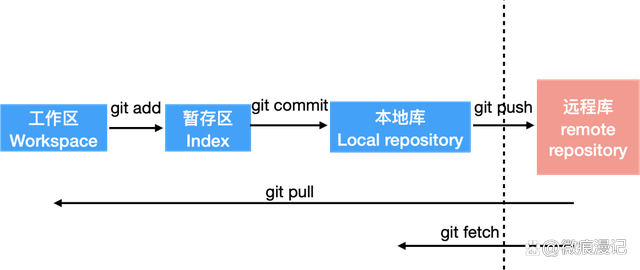 工作区
Workspace
git add
暂存区
Index
git commit
本地库
Local repository
git push
远程库
remote
repository
git pull
git fetch
@微痕漫记